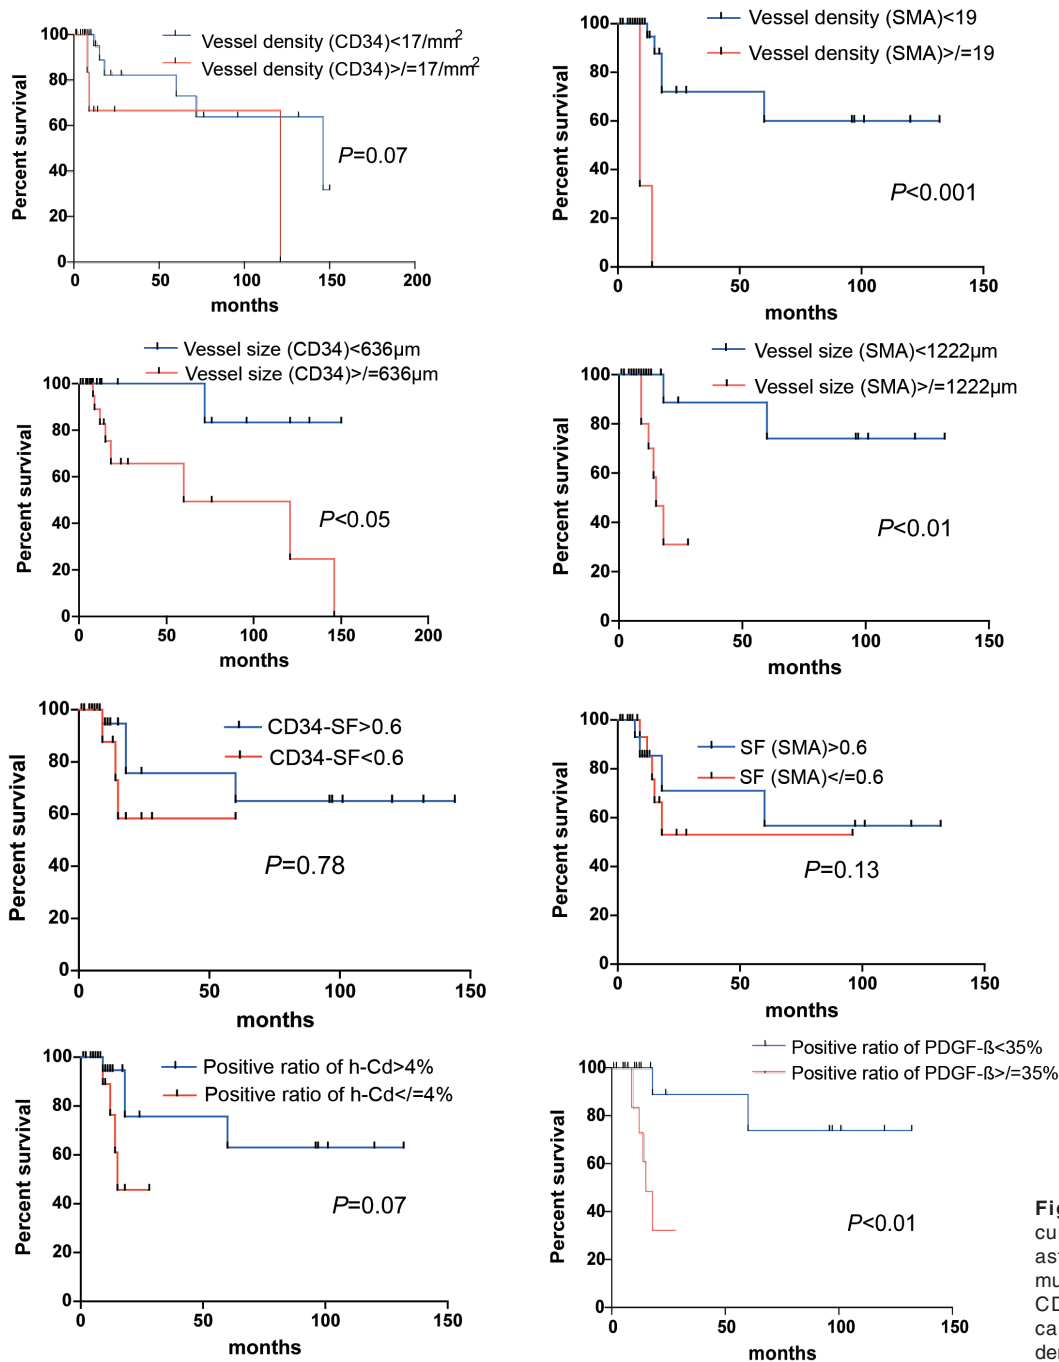 Vessel density (CD34)<17/mm2
Vessel density (CD34)>/=17/mm2
Percent survival
100
80
60
40
20
0
P=0.07
0 50 100 150 200
months
Vessel density (SMA)<19
Vessel density (SMA)>/=19
Percent survival
100
80
60
40
20
0
P<0.001
0 50 100 150
months
Vessel size (CD34)<636µm
Vessel size (CD34)>/=636µm
Percent survival
100
80
60
40
20
0
P<0.05
0 50 100 150 200
months
Vessel size (SMA)<1222µm
Vessel size (SMA)>/=1222µm
Percent survival
100
80
60
40
20
0
P<0.01
0 50 100 150
months
CD34-SF>0.6
CD34-SF<0.6
Percent survival
100
80
60
40
20
0
P=0.78
0 50 100 150
months
SF (SMA)>0.6
SF (SMA)</=0.6
Percent survival
100
80
60
40
20
0
P=0.13
0 50 100 150
months
Positive ratio of h-Cd>4%
Positive ratio of h-Cd</=4%
Percent survival
100
80
60
40
20
0
P=0.07
0 50 100 150
months
Positive ratio of PDGF-ß<35%
Positive ratio of PDGF-ß>/=35%
Percent survival
100
80
60
40
20
0
P<0.01
0 50 100 150
months